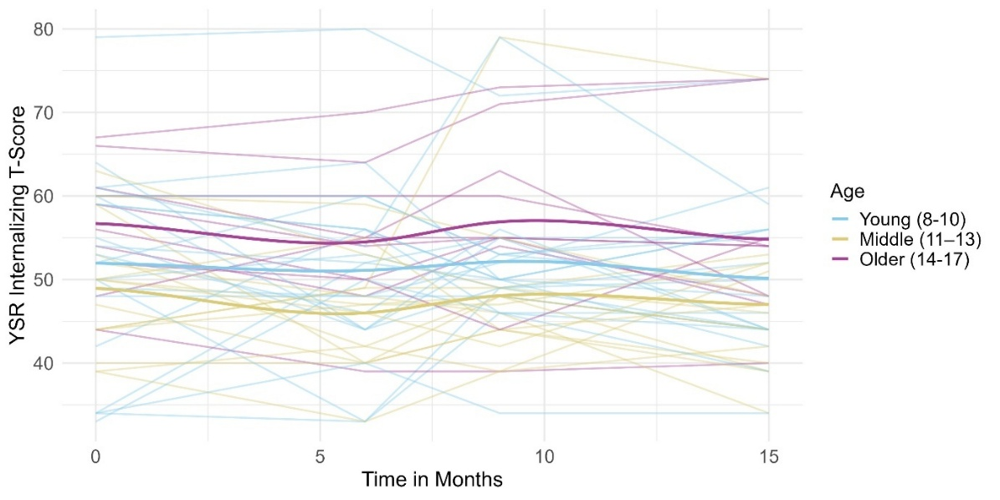 80
70
60
50
40
YSR Internalizing T-Score
0 5 10 15
Time in Months
Age
Young (8-10)
Middle (11–13)
Older (14-17)